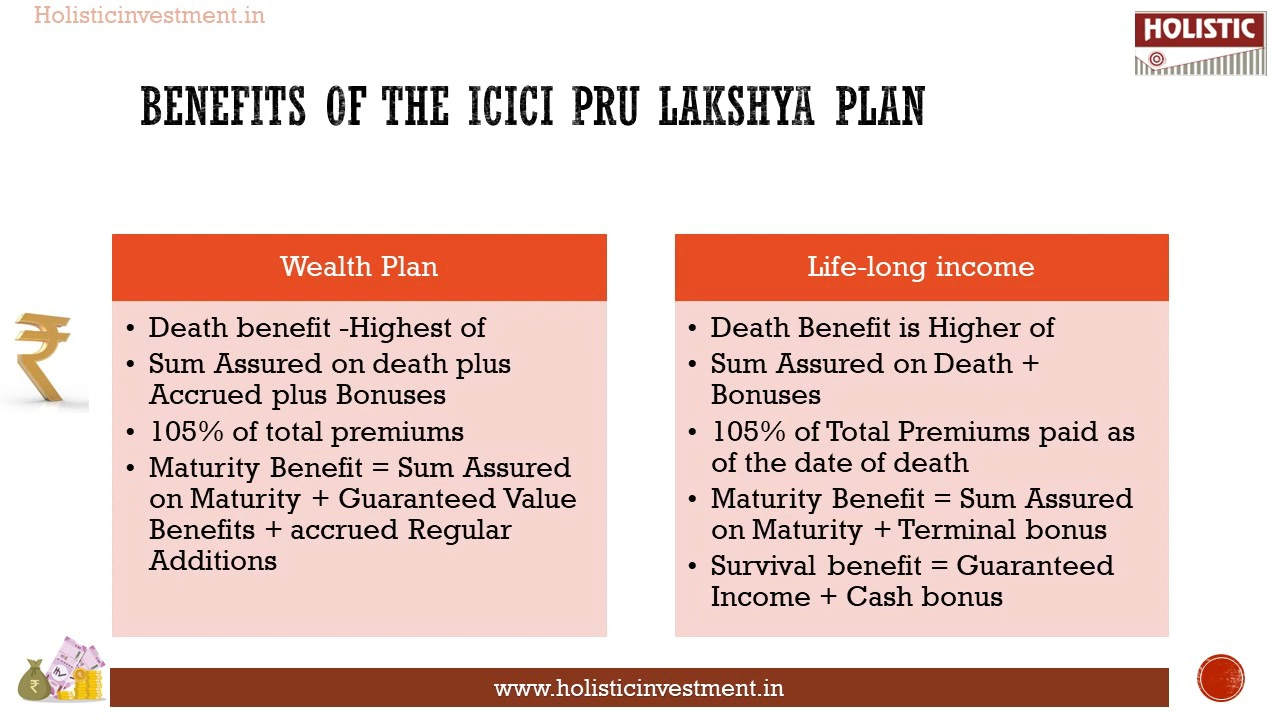 Holisticinvestment.in
HOLISTIC
BENEFITS OF THE ICICI PRU LAKSHYA PLAN
Wealth Plan
• Death benefit -Highest of
• Sum Assured on death plus
Accrued plus Bonuses
• 105% of total premiums
• Maturity Benefit = Sum Assured
on Maturity + Guaranteed Value
Benefits + accrued Regular
Additions
Life-long income
• Death Benefit is Higher of
• Sum Assured on Death +
Bonuses
• 105% of Total Premiums paid as
of the date of death
• Maturity Benefit = Sum Assured
on Maturity + Terminal bonus
• Survival benefit = Guaranteed
Income + Cash bonus
www.holisticinvestment.in